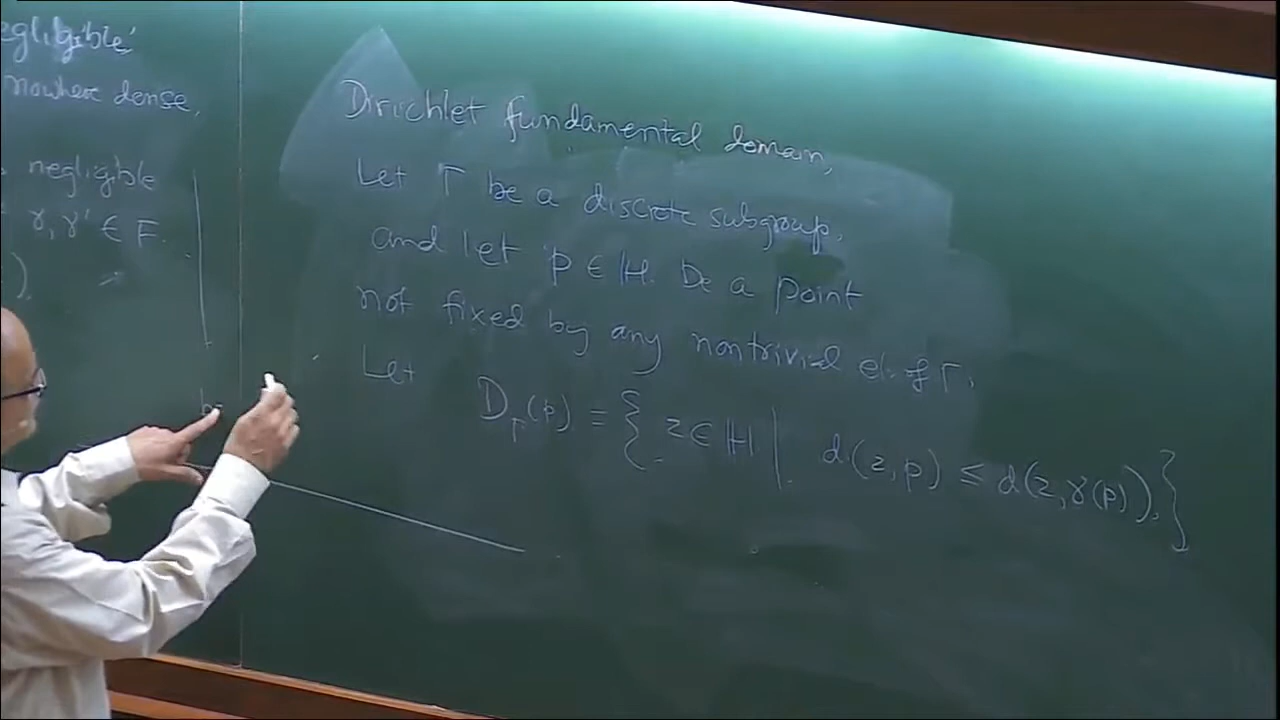 egligible'
nowhere dense,
negligible
γ, γ' ∈ F.
).
Dirichlet fundamental domain,
Let Γ be a discrete subgroup,
and let p ∈ ℍ. be a point
not fixed by any nontrivial el. of Γ.
Let D_Γ(p) = { z ∈ ℍ | d(z, p) ≤ d(z, γ(p)), }